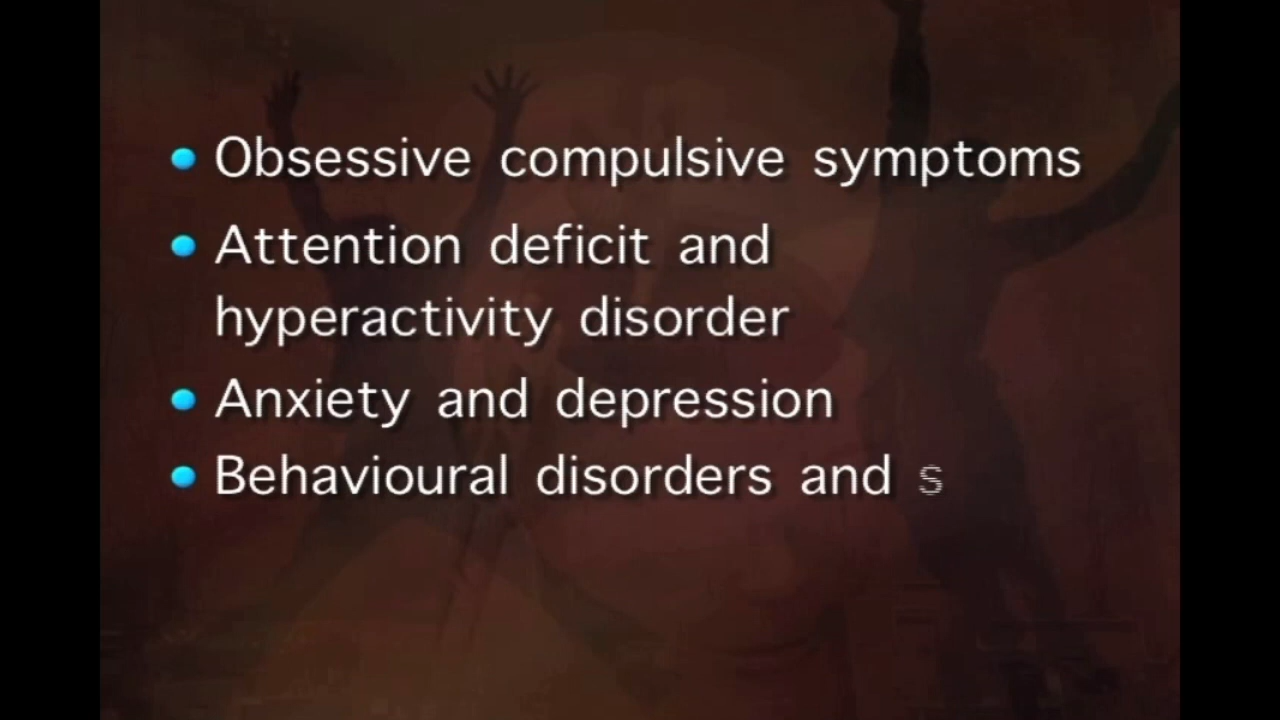 Obsessive compulsive symptoms
Attention deficit and
hyperactivity disorder
Anxiety and depression
Behavioural disorders and s